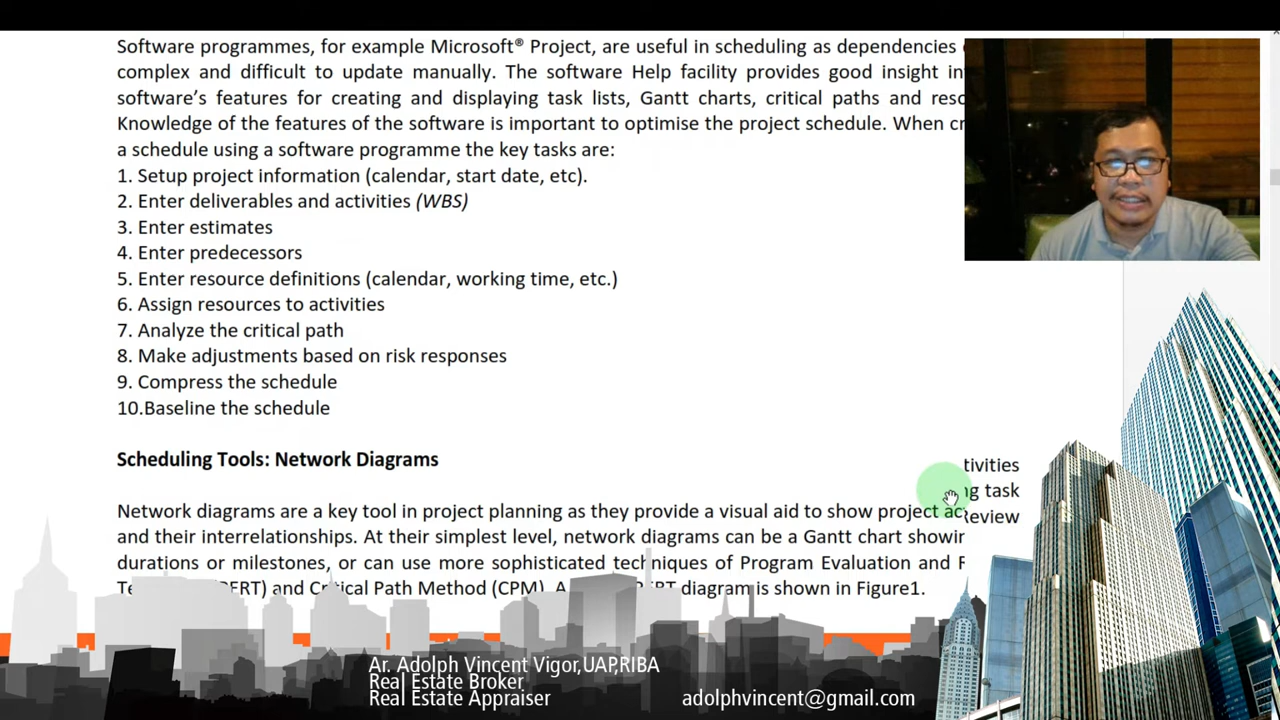 Software programmes, for example Microsoft® Project, are useful in scheduling as dependencies
complex and difficult to update manually. The software Help facility provides good insight
software's features for creating and displaying task lists, Gantt charts, critical paths and
Knowledge of the features of the software is important to optimise the project schedule. When
a schedule using a software programme the key tasks are:
1. Setup project information (calendar, start date, etc).
2. Enter deliverables and activities (WBS)
3. Enter estimates
4. Enter predecessors
5. Enter resource definitions (calendar, working time, etc.)
6. Assign resources to activities
7. Analyze the critical path
8. Make adjustments based on risk responses
9. Compress the schedule
10.Baseline the schedule
Scheduling Tools: Network Diagrams
tivities
task
Network diagrams are a key tool in project planning as they provide a visual aid to show project
eview
and their interrelationships. At their simplest level, network diagrams can be a Gantt chart
durations or milestones, or can use more sophisticated techniques of Program Evaluation and
and Critical Path Method (CPM). A diagram is shown in Figure1.
Ar. Adolph Vincent Vigor,UAP,RIBA
Real Estate Broker
Real Estate Appraiser adolphvincent@gmail.com